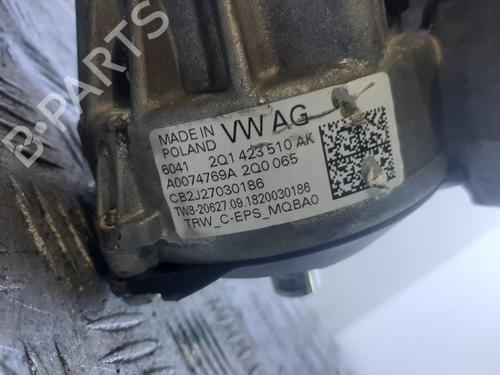 MADE IN
POLAND VW AG
6041 2Q1 423 510 AK
A0074769A 2Q0 065
CB2J27030186
TW8-20627.09.1820030186
TRW_C-EPS_MQBA0
B-PARTS